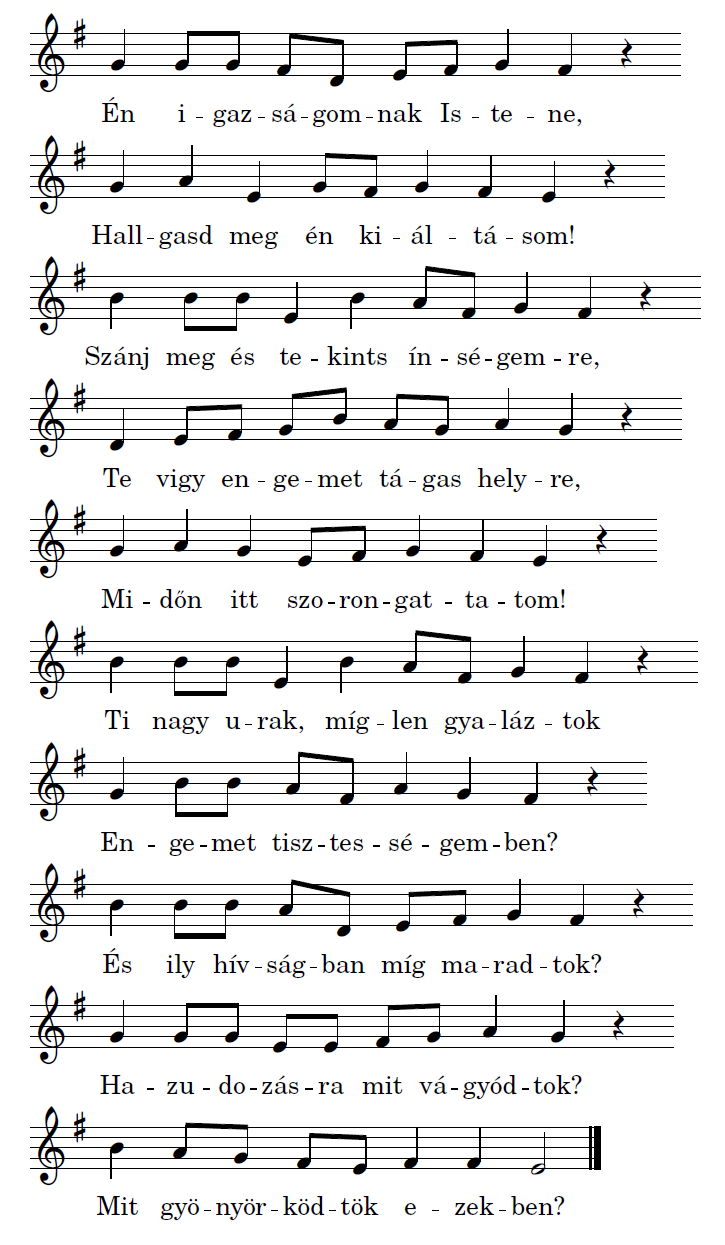 Én i - gaz - sá - gom - nak Is - te - ne,
Hall - gasd meg én ki - ál - tá - som!
Szánj meg és te - kints ín - sé - gem - re,
Te vigy en - ge - met tá - gas hely - re,
Mi - dőn itt szo - ron - gat - ta - tom!
Ti nagy u - rak, míg - len gya - láz - tok
En - ge - met tisz - tes - sé - gem - ben?
És ily hív - ság - ban míg ma - rad - tok?
Ha - zu - do - zás - ra mit vá - gyód - tok?
Mit gyö - nyör - köd - tök e - zek - ben?